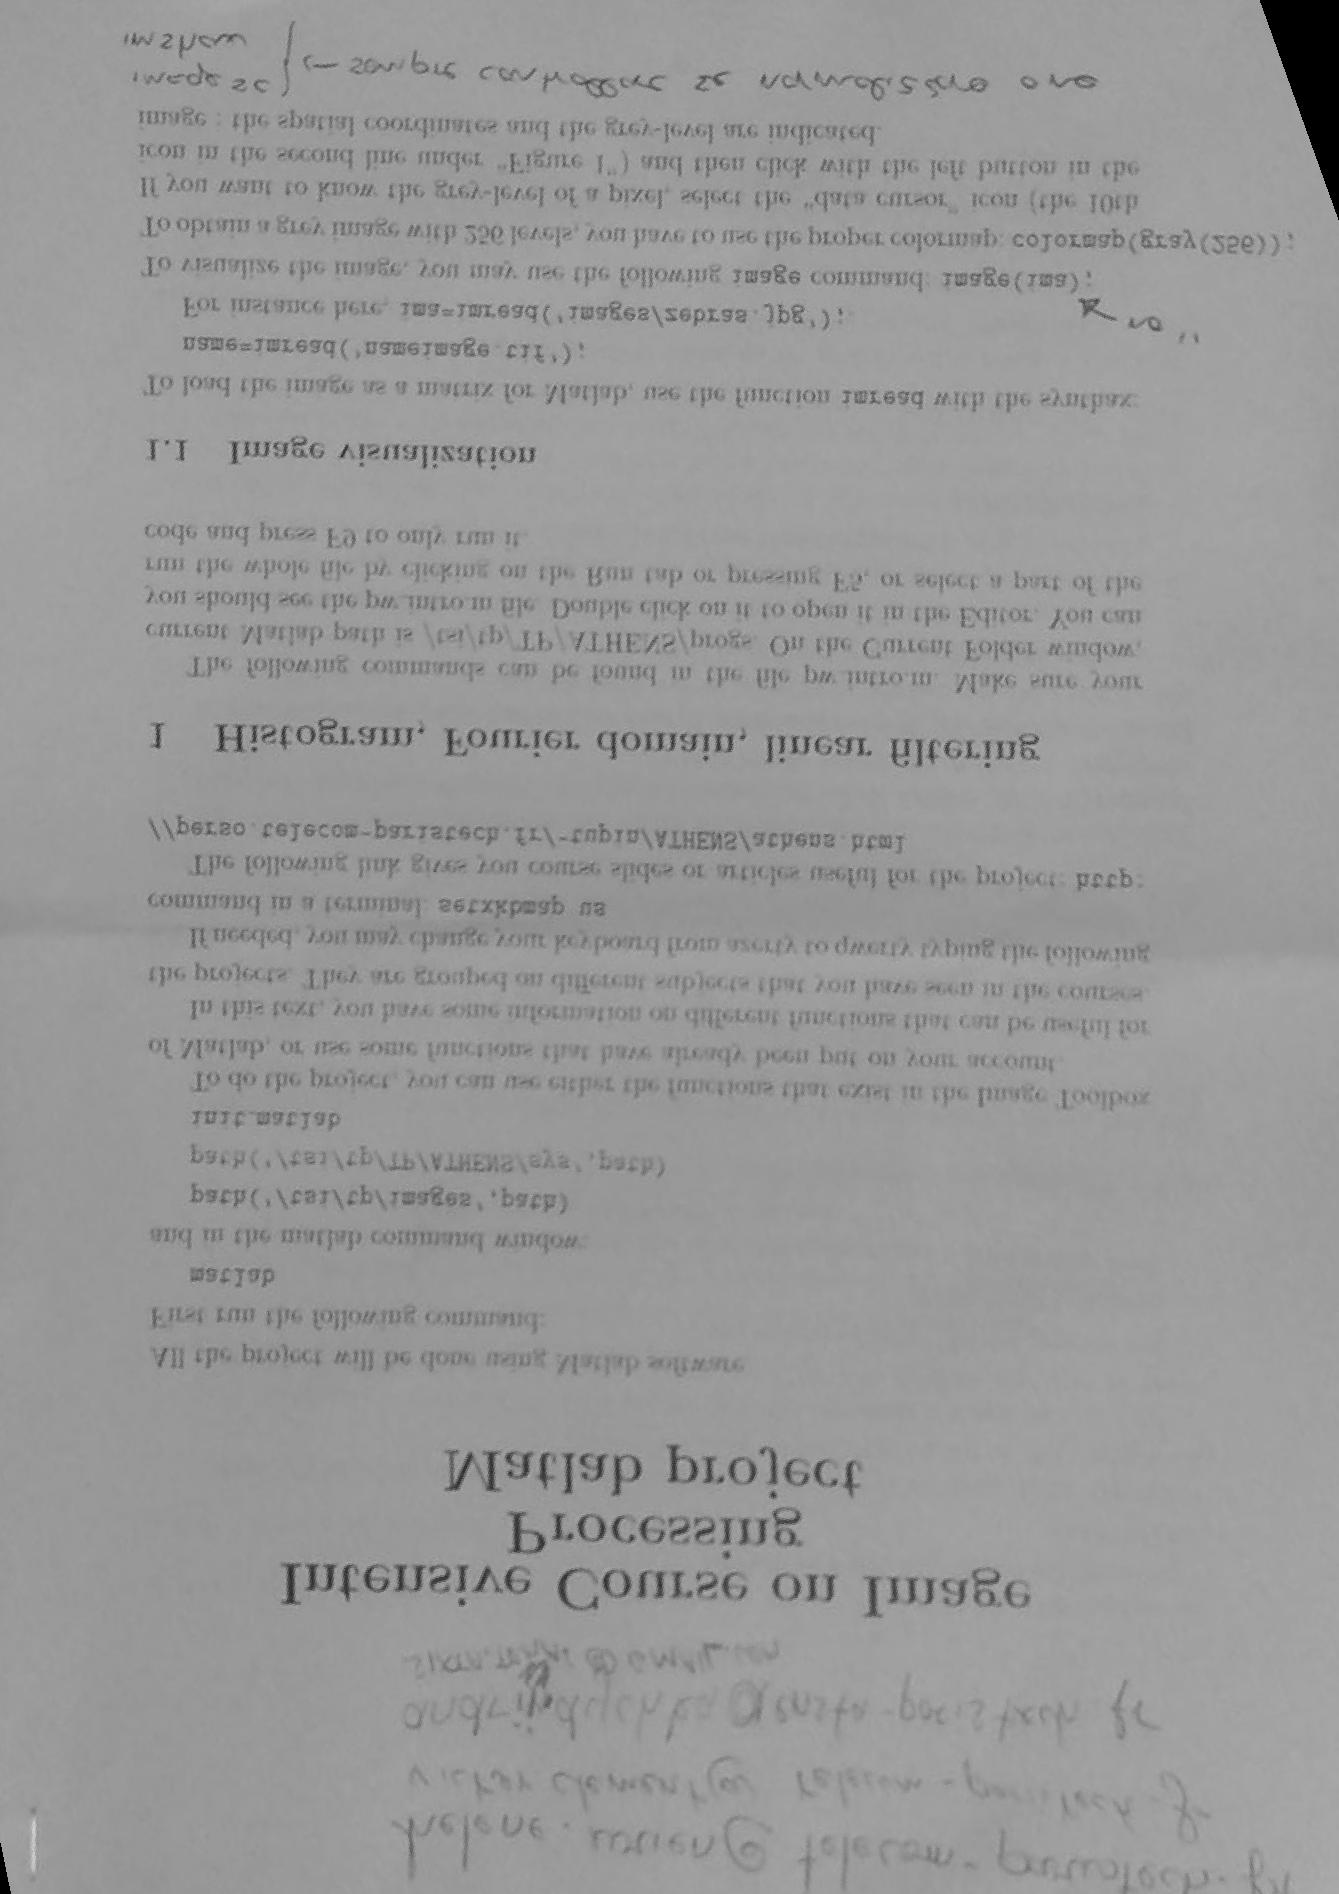 helene. @ telecom-paristech.fr
victor clement@ telecom-paristech.fr
@ensta-paristech.fr
@GMAIL.COM
Intensive Course on Image
Processing
Matlab project
All the project will be done using Matlab software
First run the following command:
matlab
and in the matlab command window:
path('/tsi/tp/images',path)
path('/tsi/tp/TP/ATHENS/sys',path)
init_matlab
To do the project, you can use either the functions that exist in the Image Toolbox
of Matlab, or use some functions that have already been put on your account.
In this text, you have some information on different functions that can be useful for
the projects. They are grouped on different subjects that you have seen in the courses.
If needed, you may change your keyboard from azerty to qwerty typing the following
command in a terminal: setxkbmap us
The following link gives you course slides or articles useful for the project: http:
//perso.telecom-paristech.fr/~tupin/ATHENS/athens.html
1 Histogram, Fourier domain, linear filtering
The following commands can be found in the file pw_intro.m. Make sure your
current Matlab path is /tsi/tp/TP/ATHENS/progs. On the Current Folder window,
you should see the pw_intro.m file. Double click on it to open it in the Editor. You can
run the whole file by clicking on the Run tab or pressing F5, or select a part of the
code and press F9 to only run it.
1.1 Image visualization
To load the image as a matrix for Matlab, use the function imread with the synthax:
name=imread('nameimage.tif');
For instance here, ima=imread('images/zebras.jpg');
To visualize the image, you may use the following image command: image(ima);
no!!
To obtain a grey image with 256 levels, you have to use the proper colormap: colormap(gray(256));
If you want to know the grey-level of a pixel, select the "data cursor" icon (the 10th
icon in the second line under "Figure 1") and then click with the left button in the
image : the spatial coordinates and the grey-level are indicated.
imagesc
imshow
← sempre controllare se normalizzano o no